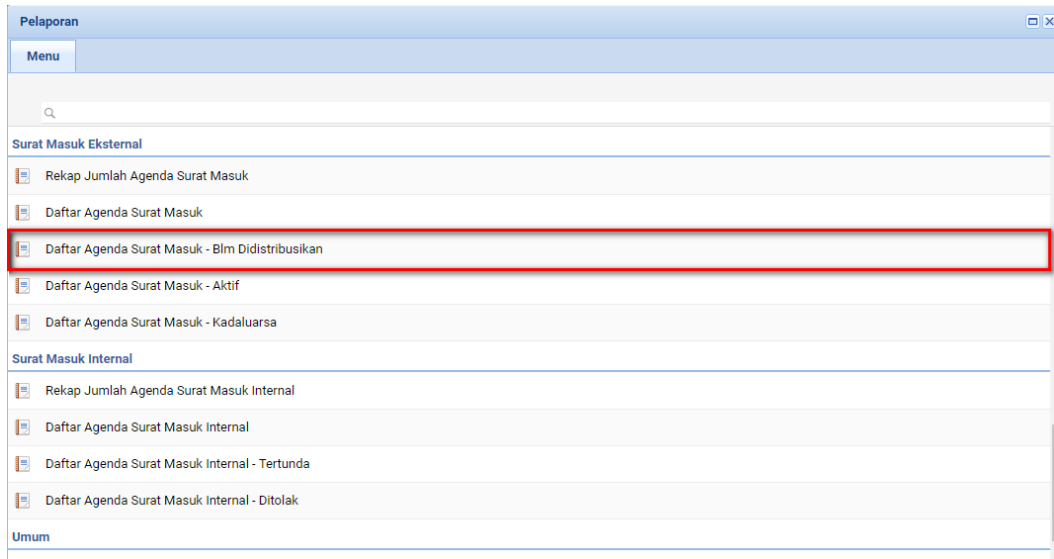 Pelaporan
Menu
Surat Masuk Eksternal
Rekap Jumlah Agenda Surat Masuk
Daftar Agenda Surat Masuk
Daftar Agenda Surat Masuk - Blm Didistribusikan
Daftar Agenda Surat Masuk - Aktif
Daftar Agenda Surat Masuk - Kadaluarsa
Surat Masuk Internal
Rekap Jumlah Agenda Surat Masuk Internal
Daftar Agenda Surat Masuk Internal
Daftar Agenda Surat Masuk Internal - Tertunda
Daftar Agenda Surat Masuk Internal - Ditolak
Umum